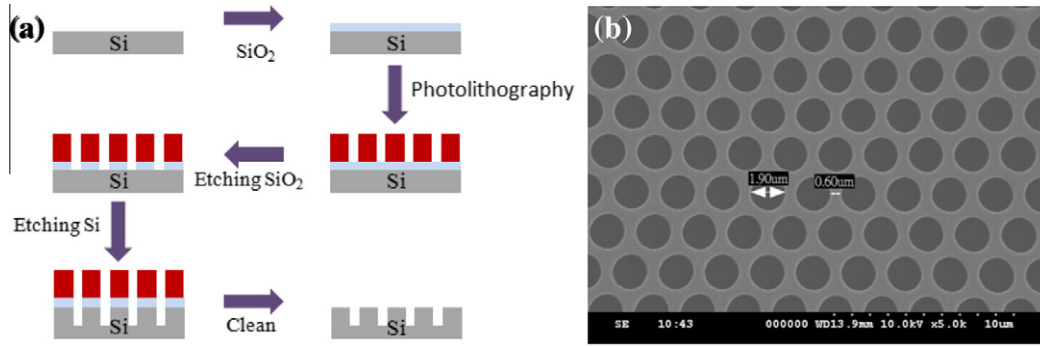 (a)
Si
SiO2
Si
Photolithography
Si
Etching SiO2
Si
Etching Si
Si
Clean
Si
(b)
1.90um
0.60um
SE 10:43 000000 WD13.9mm 10.0kV x5.0k 10um